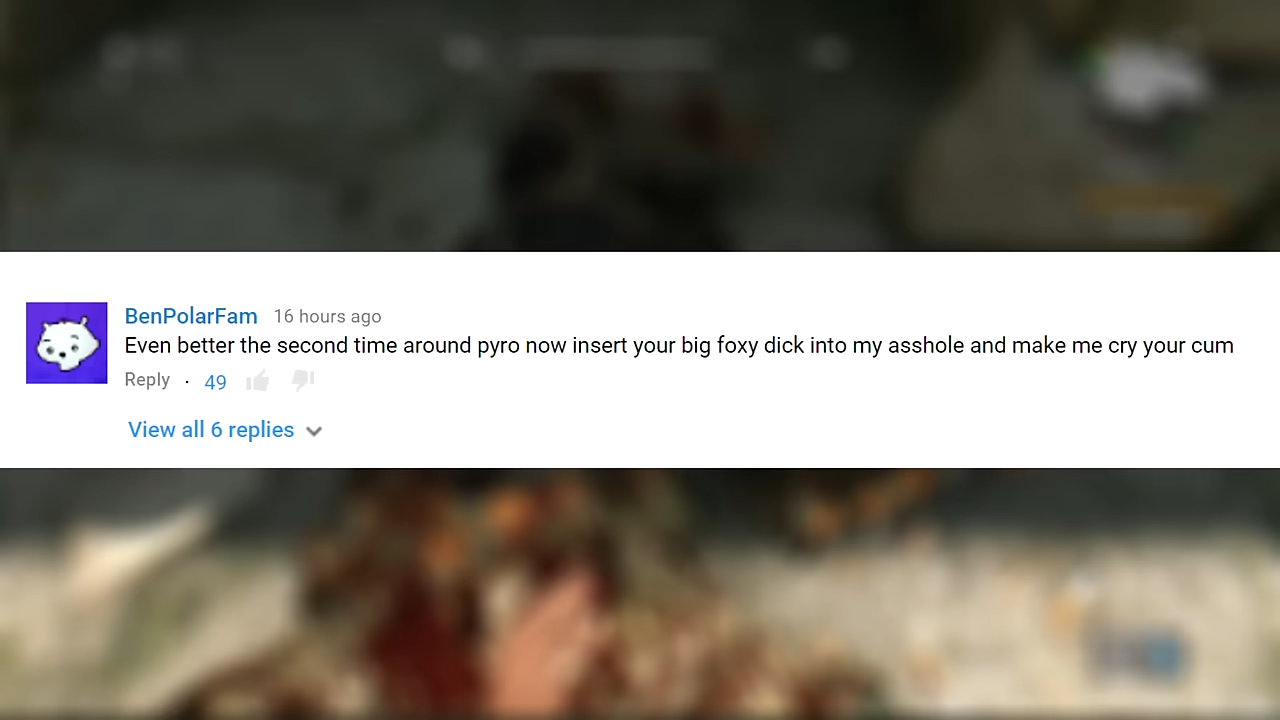 BenPolarFam 16 hours ago
Even better the second time around pyro now insert your big foxy dick into my asshole and make me cry your cum
Reply · 49
View all 6 replies